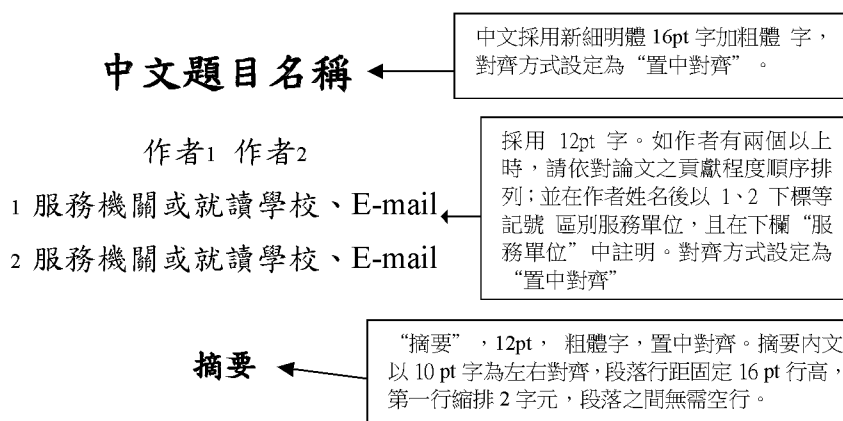 中文題目名稱
中文採用新細明體 16pt 字加粗體 字，
對齊方式設定為“置中對齊”。
作者1 作者2
1 服務機關或就讀學校、E-mail
2 服務機關或就讀學校、E-mail
採用 12pt 字。如作者有兩個以上
時，請依對論文之貢獻程度順序排
列；並在作者姓名後以 1、2 下標等
記號 區別服務單位，且在下欄“服
務單位”中註明。對齊方式設定為
“置中對齊”
摘要
“摘要”，12pt， 粗體字，置中對齊。摘要內文
以 10 pt 字為左右對齊，段落行距固定 16 pt 行高，
第一行縮排 2 字元，段落之間無需空行。